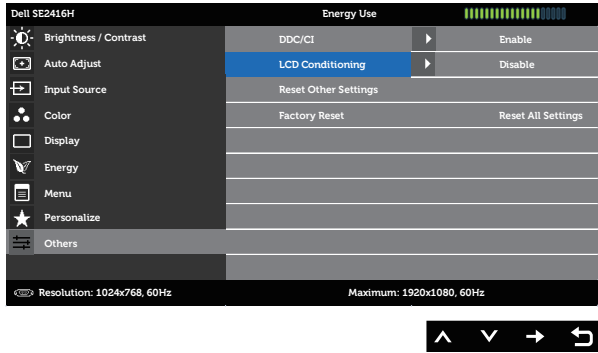 Dell SE2416H Energy Use
Brightness / Contrast
Auto Adjust
Input Source
Color
Display
Energy
Menu
Personalize
Others
DDC/CI Enable
LCD Conditioning Disable
Reset Other Settings
Factory Reset Reset All Settings
Resolution: 1024x768, 60Hz Maximum: 1920x1080, 60Hz